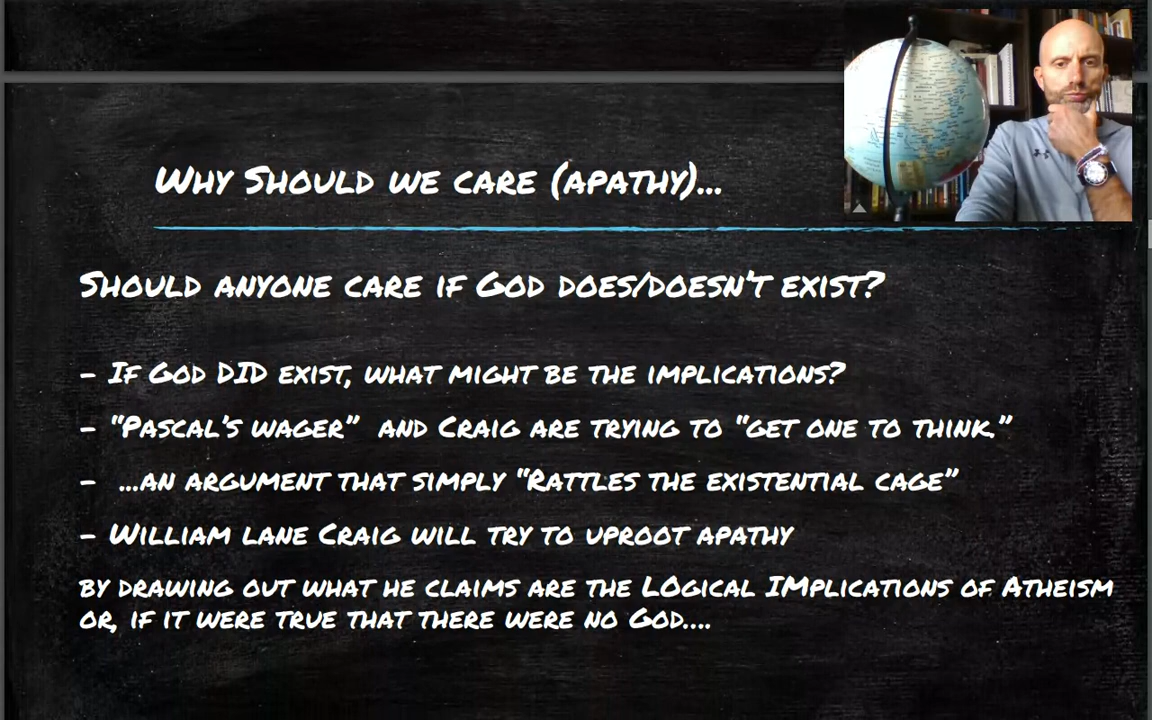 Why Should we care (apathy)...
Should anyone care if God does/doesn't exist?
- If God DID exist, what might be the implications?
- "Pascal's wager" and Craig are trying to "get one to think."
- ...an argument that simply "Rattles the existential cage"
- William lane Craig will try to uproot apathy
by drawing out what he claims are the LOgical IMplications of Atheism
or, if it were true that there were no God....